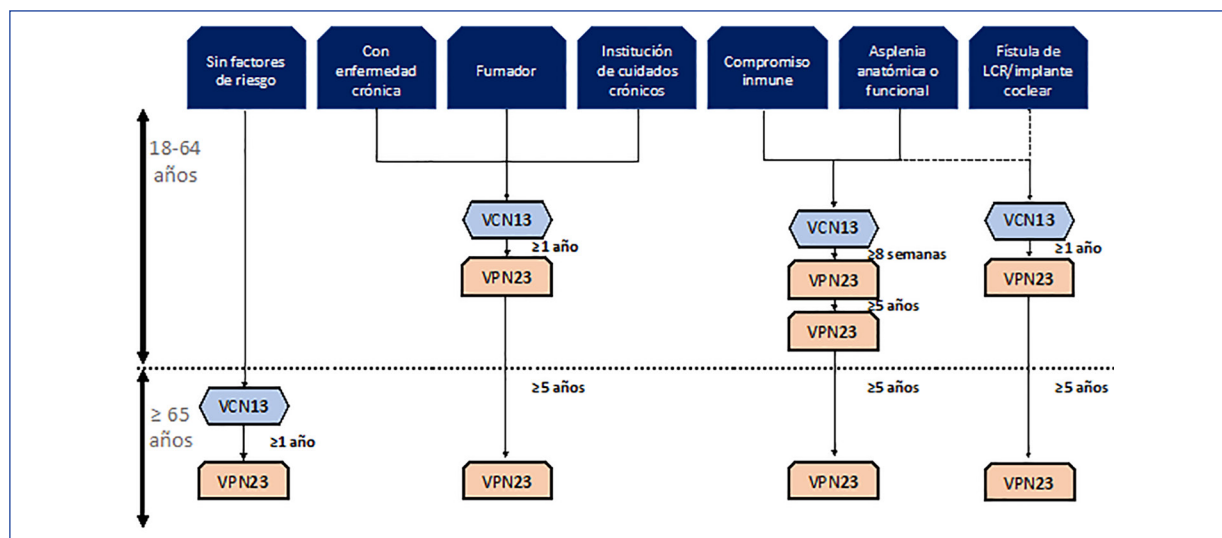 Sin factores
de riesgo
Con
enfermedad
crónica
Fumador
Institución
de cuidados
crónicos
Compromiso
inmune
Asplenia
anatómica o
funcional
Fístula de
LCR/implante
coclear
18-64
años
VCN13
≥1 año
VPN23
VCN13
≥8 semanas
VPN23
≥5 años
VPN23
VCN13
≥1 año
VPN23
≥ 65
años
VCN13
≥1 año
VPN23
≥5 años
VPN23
≥5 años
VPN23
≥5 años
VPN23